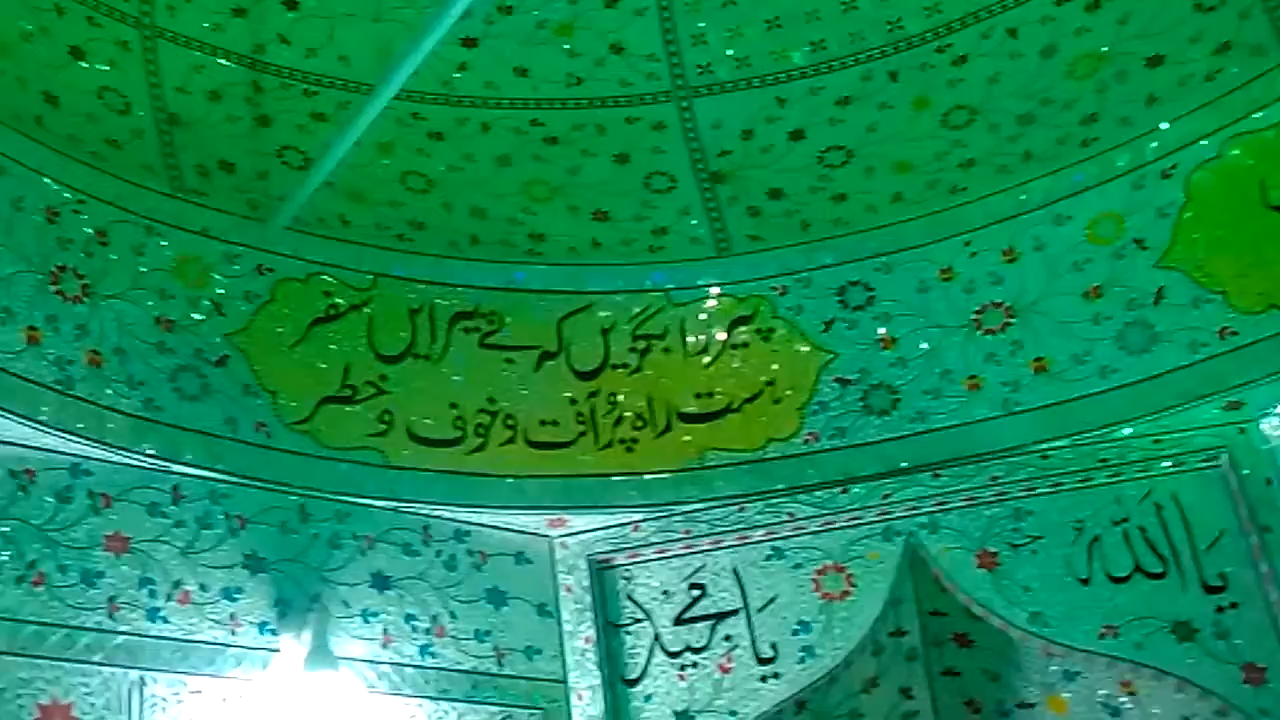 پیر را بگزیں کہ بے پیر ایں سفر
ہست راہ پُر آفت و خوف و خطر
یا اللہ
یا مجید